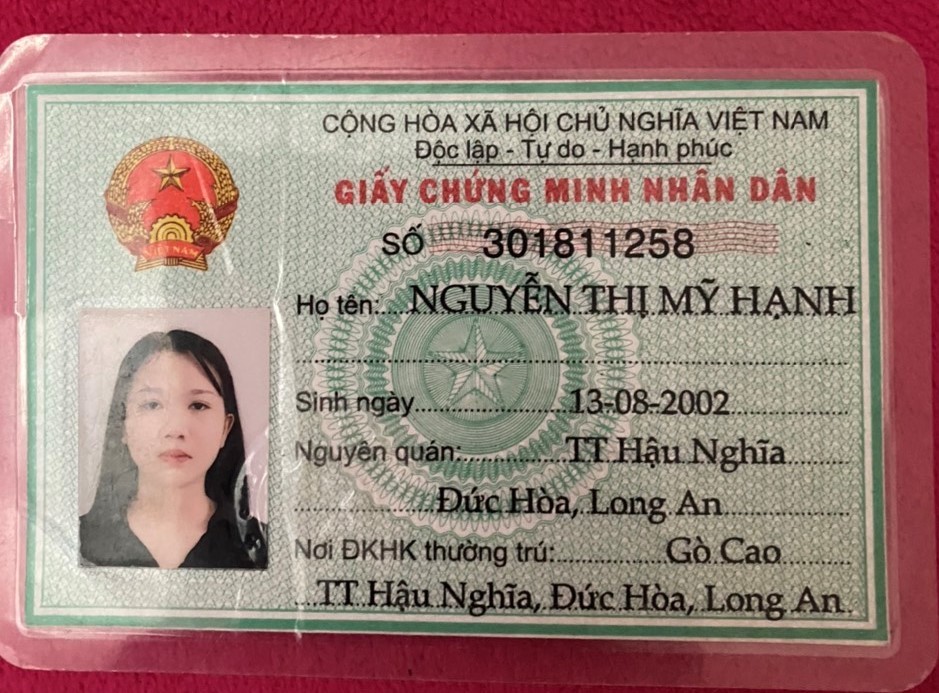 CỘNG HÒA XÃ HỘI CHỦ NGHĨA VIỆT NAM
Độc lập - Tự do - Hạnh phúc
GIẤY CHỨNG MINH NHÂN DÂN
SỐ 301811258
Họ tên: NGUYỄN THỊ MỸ HẠNH
Sinh ngày 13-08-2002
Nguyên quán: TT Hậu Nghĩa
Đức Hòa, Long An
Nơi ĐKHK thường trú: Gò Cao
TT Hậu Nghĩa, Đức Hòa, Long An
VIỆT NAM